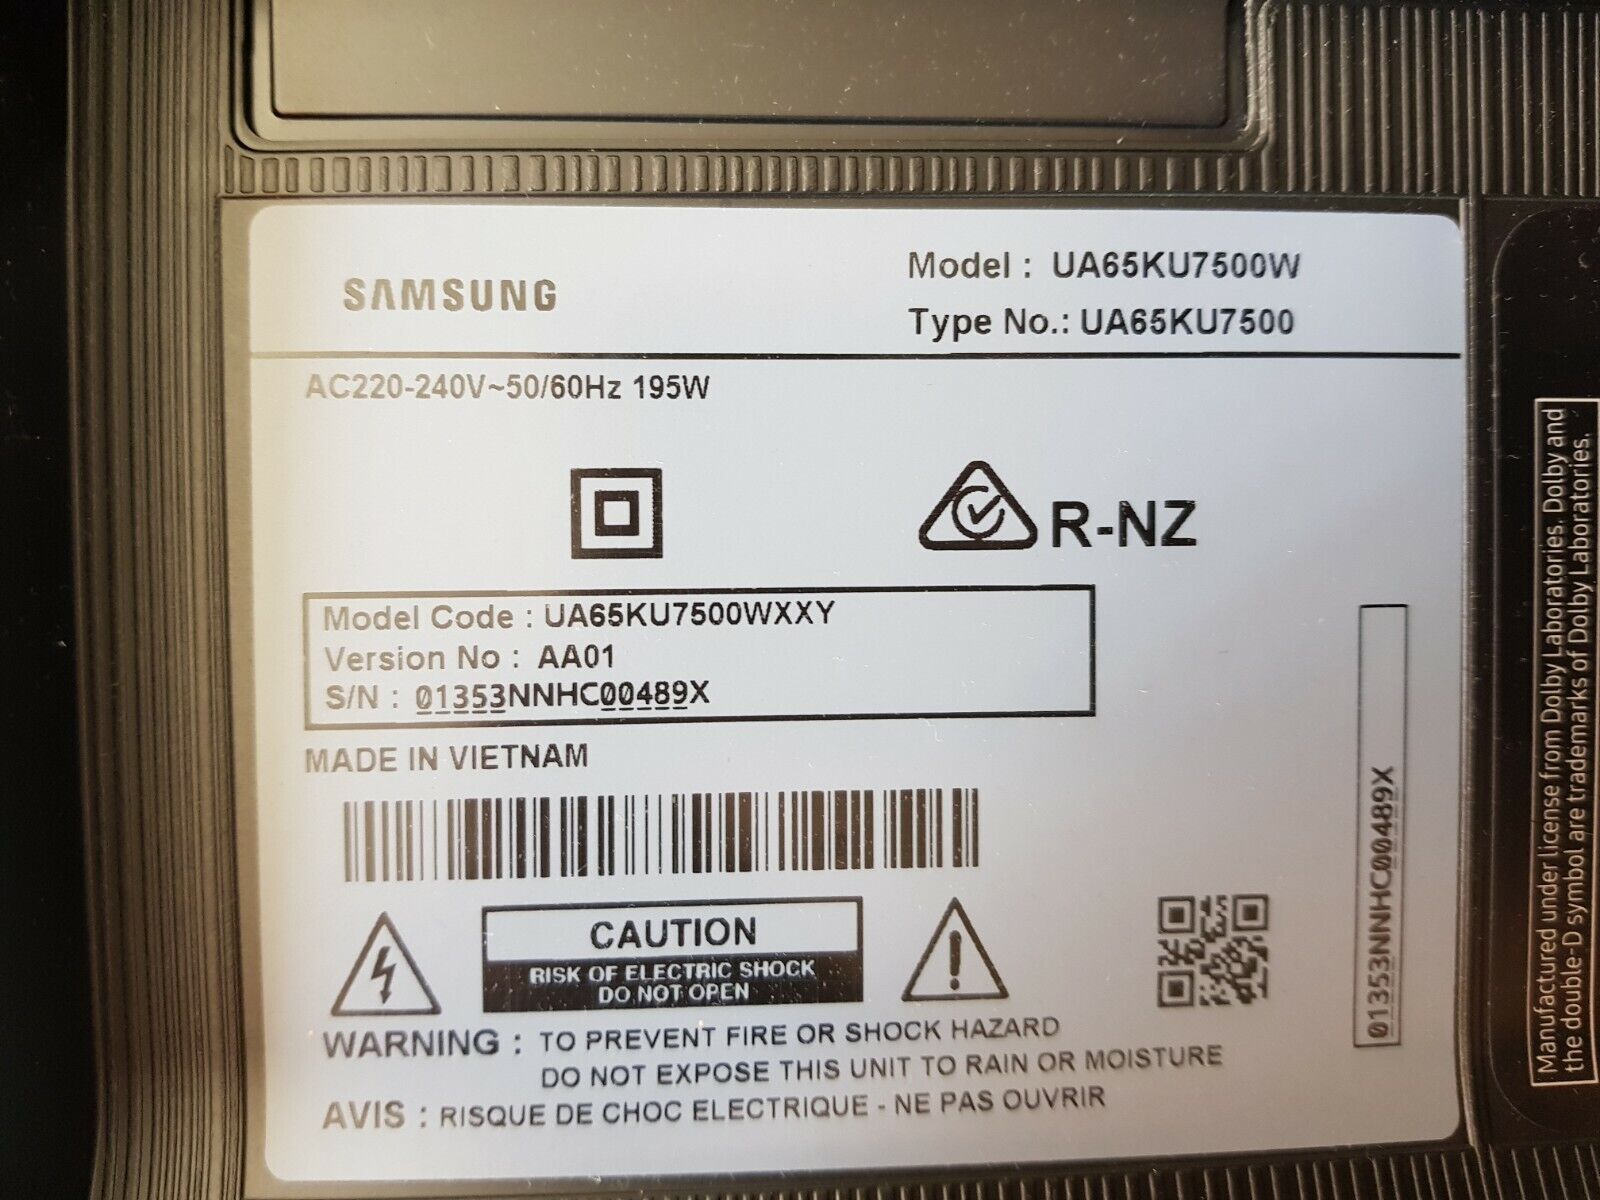 SAMSUNG
Model : UA65KU7500W
Type No.: UA65KU7500
AC220-240V~50/60Hz 195W
R-NZ
Model Code : UA65KU7500WXXY
Version No : AA01
S/N : 01353NNHC00489X
MADE IN VIETNAM
CAUTION
RISK OF ELECTRIC SHOCK
DO NOT OPEN
WARNING : TO PREVENT FIRE OR SHOCK HAZARD
DO NOT EXPOSE THIS UNIT TO RAIN OR MOISTURE
AVIS : RISQUE DE CHOC ELECTRIQUE - NE PAS OUVRIR
01353NNHC00489X
Manufactured under license from Dolby Laboratories. Dolby and
the double-D symbol are trademarks of Dolby Laboratories.